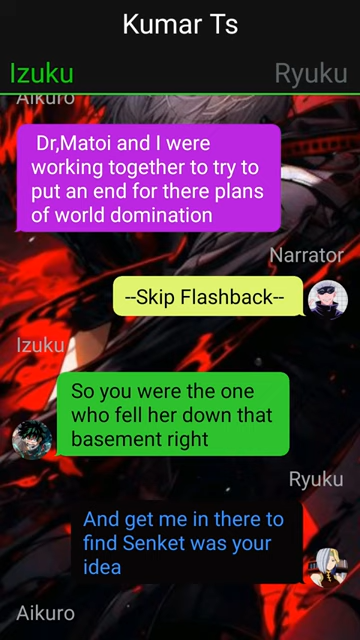 Kumar Ts
Izuku
Ryuku
Aikuro
Dr,Matoi and I were
working together to try to
put an end for there plans
of world domination
Narrator
--Skip Flashback--
Izuku
So you were the one
who fell her down that
basement right
Ryuku
And get me in there to
find Senket was your
idea
Aikuro